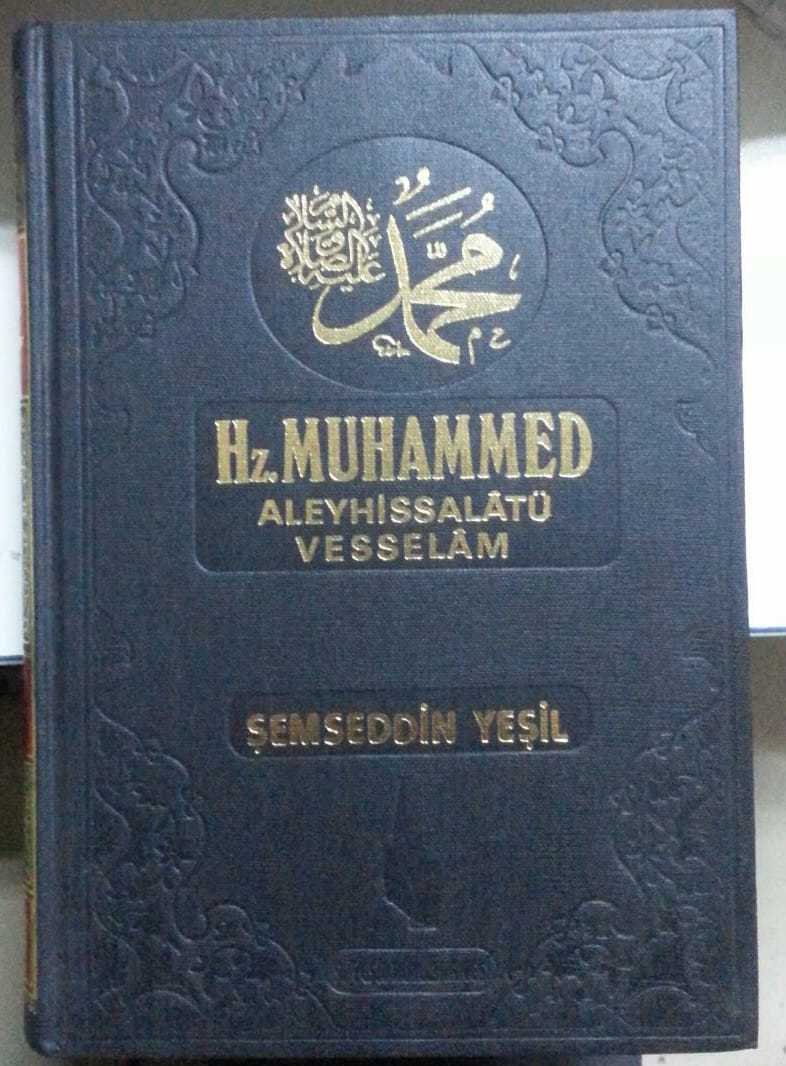 محمد
عليه الصلاة والسلام
Hz. MUHAMMED
ALEYHİSSALÂTÜ
VESSELÂM
ŞEMSEDDİN YEŞİL